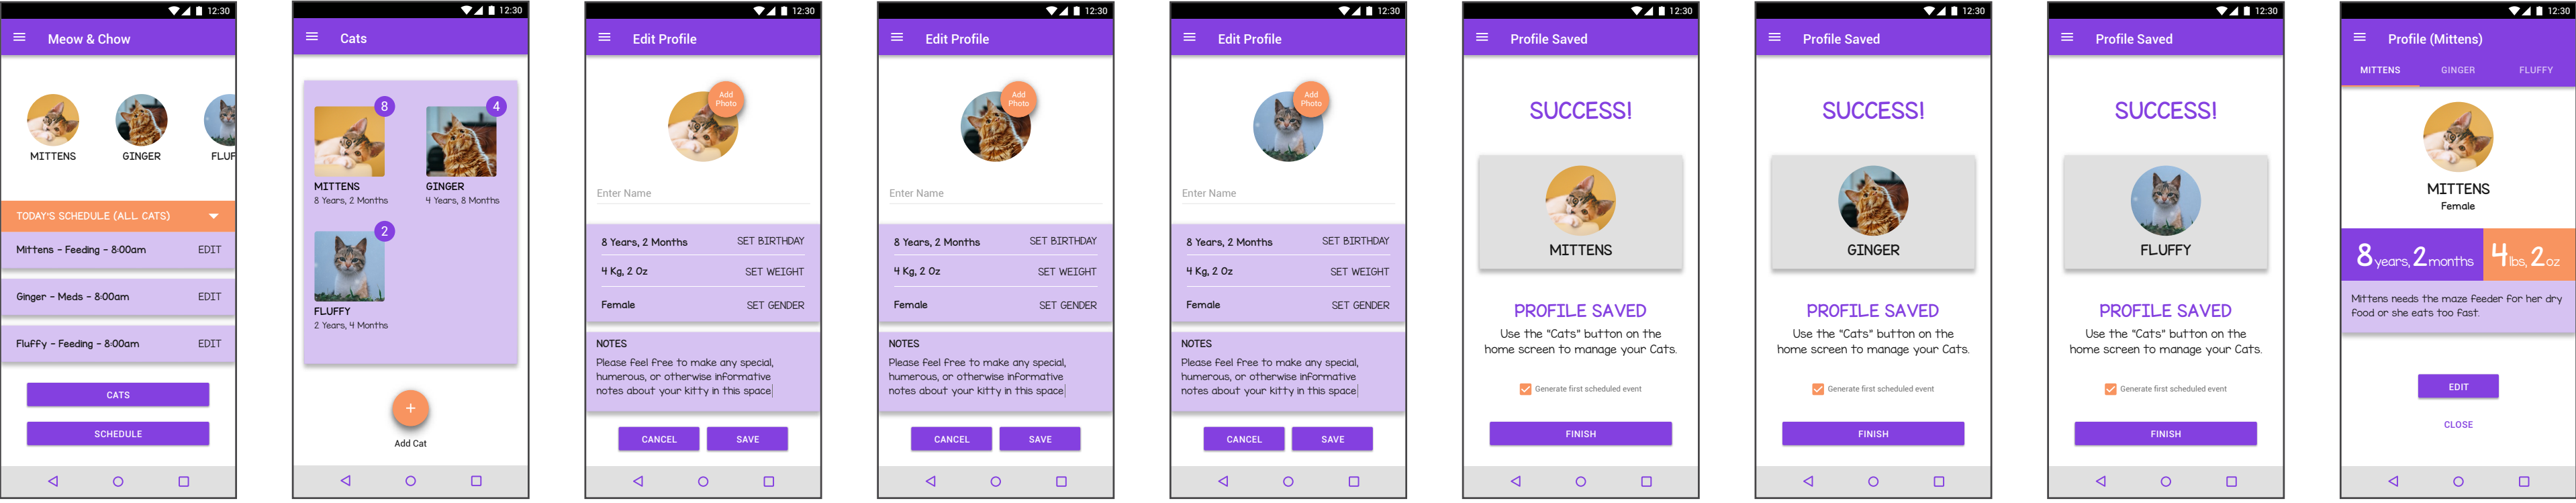 12:30
Meow & Chow
MITTENS
GINGER
FLUF
TODAY'S SCHEDULE (ALL CATS)
Mittens - Feeding - 8:00am EDIT
Ginger - Meds - 8:00am EDIT
Fluffy - Feeding - 8:00am EDIT
CATS
SCHEDULE
12:30
Cats
8
4
MITTENS
8 Years, 2 Months
GINGER
4 Years, 8 Months
2
FLUFFY
2 Years, 4 Months
+
Add Cat
12:30
Edit Profile
Add
Photo
Enter Name
8 Years, 2 Months SET BIRTHDAY
4 Kg, 2 Oz SET WEIGHT
Female SET GENDER
NOTES
Please feel free to make any special,
humerous, or otherwise informative
notes about your kitty in this space
CANCEL SAVE
12:30
Edit Profile
Add
Photo
Enter Name
8 Years, 2 Months SET BIRTHDAY
4 Kg, 2 Oz SET WEIGHT
Female SET GENDER
NOTES
Please feel free to make any special,
humerous, or otherwise informative
notes about your kitty in this space
CANCEL SAVE
12:30
Edit Profile
Add
Photo
Enter Name
8 Years, 2 Months SET BIRTHDAY
4 Kg, 2 Oz SET WEIGHT
Female SET GENDER
NOTES
Please feel free to make any special,
humerous, or otherwise informative
notes about your kitty in this space
CANCEL SAVE
12:30
Profile Saved
SUCCESS!
MITTENS
PROFILE SAVED
Use the "Cats" button on the
home screen to manage your Cats.
Generate first scheduled event
FINISH
12:30
Profile Saved
SUCCESS!
GINGER
PROFILE SAVED
Use the "Cats" button on the
home screen to manage your Cats.
Generate first scheduled event
FINISH
12:30
Profile Saved
SUCCESS!
FLUFFY
PROFILE SAVED
Use the "Cats" button on the
home screen to manage your Cats.
Generate first scheduled event
FINISH
12:30
Profile (Mittens)
MITTENS GINGER FLUFFY
MITTENS
Female
8 years, 2 months 4 lbs, 2 oz
Mittens needs the maze feeder for her dry
food or she eats too fast.
EDIT
CLOSE